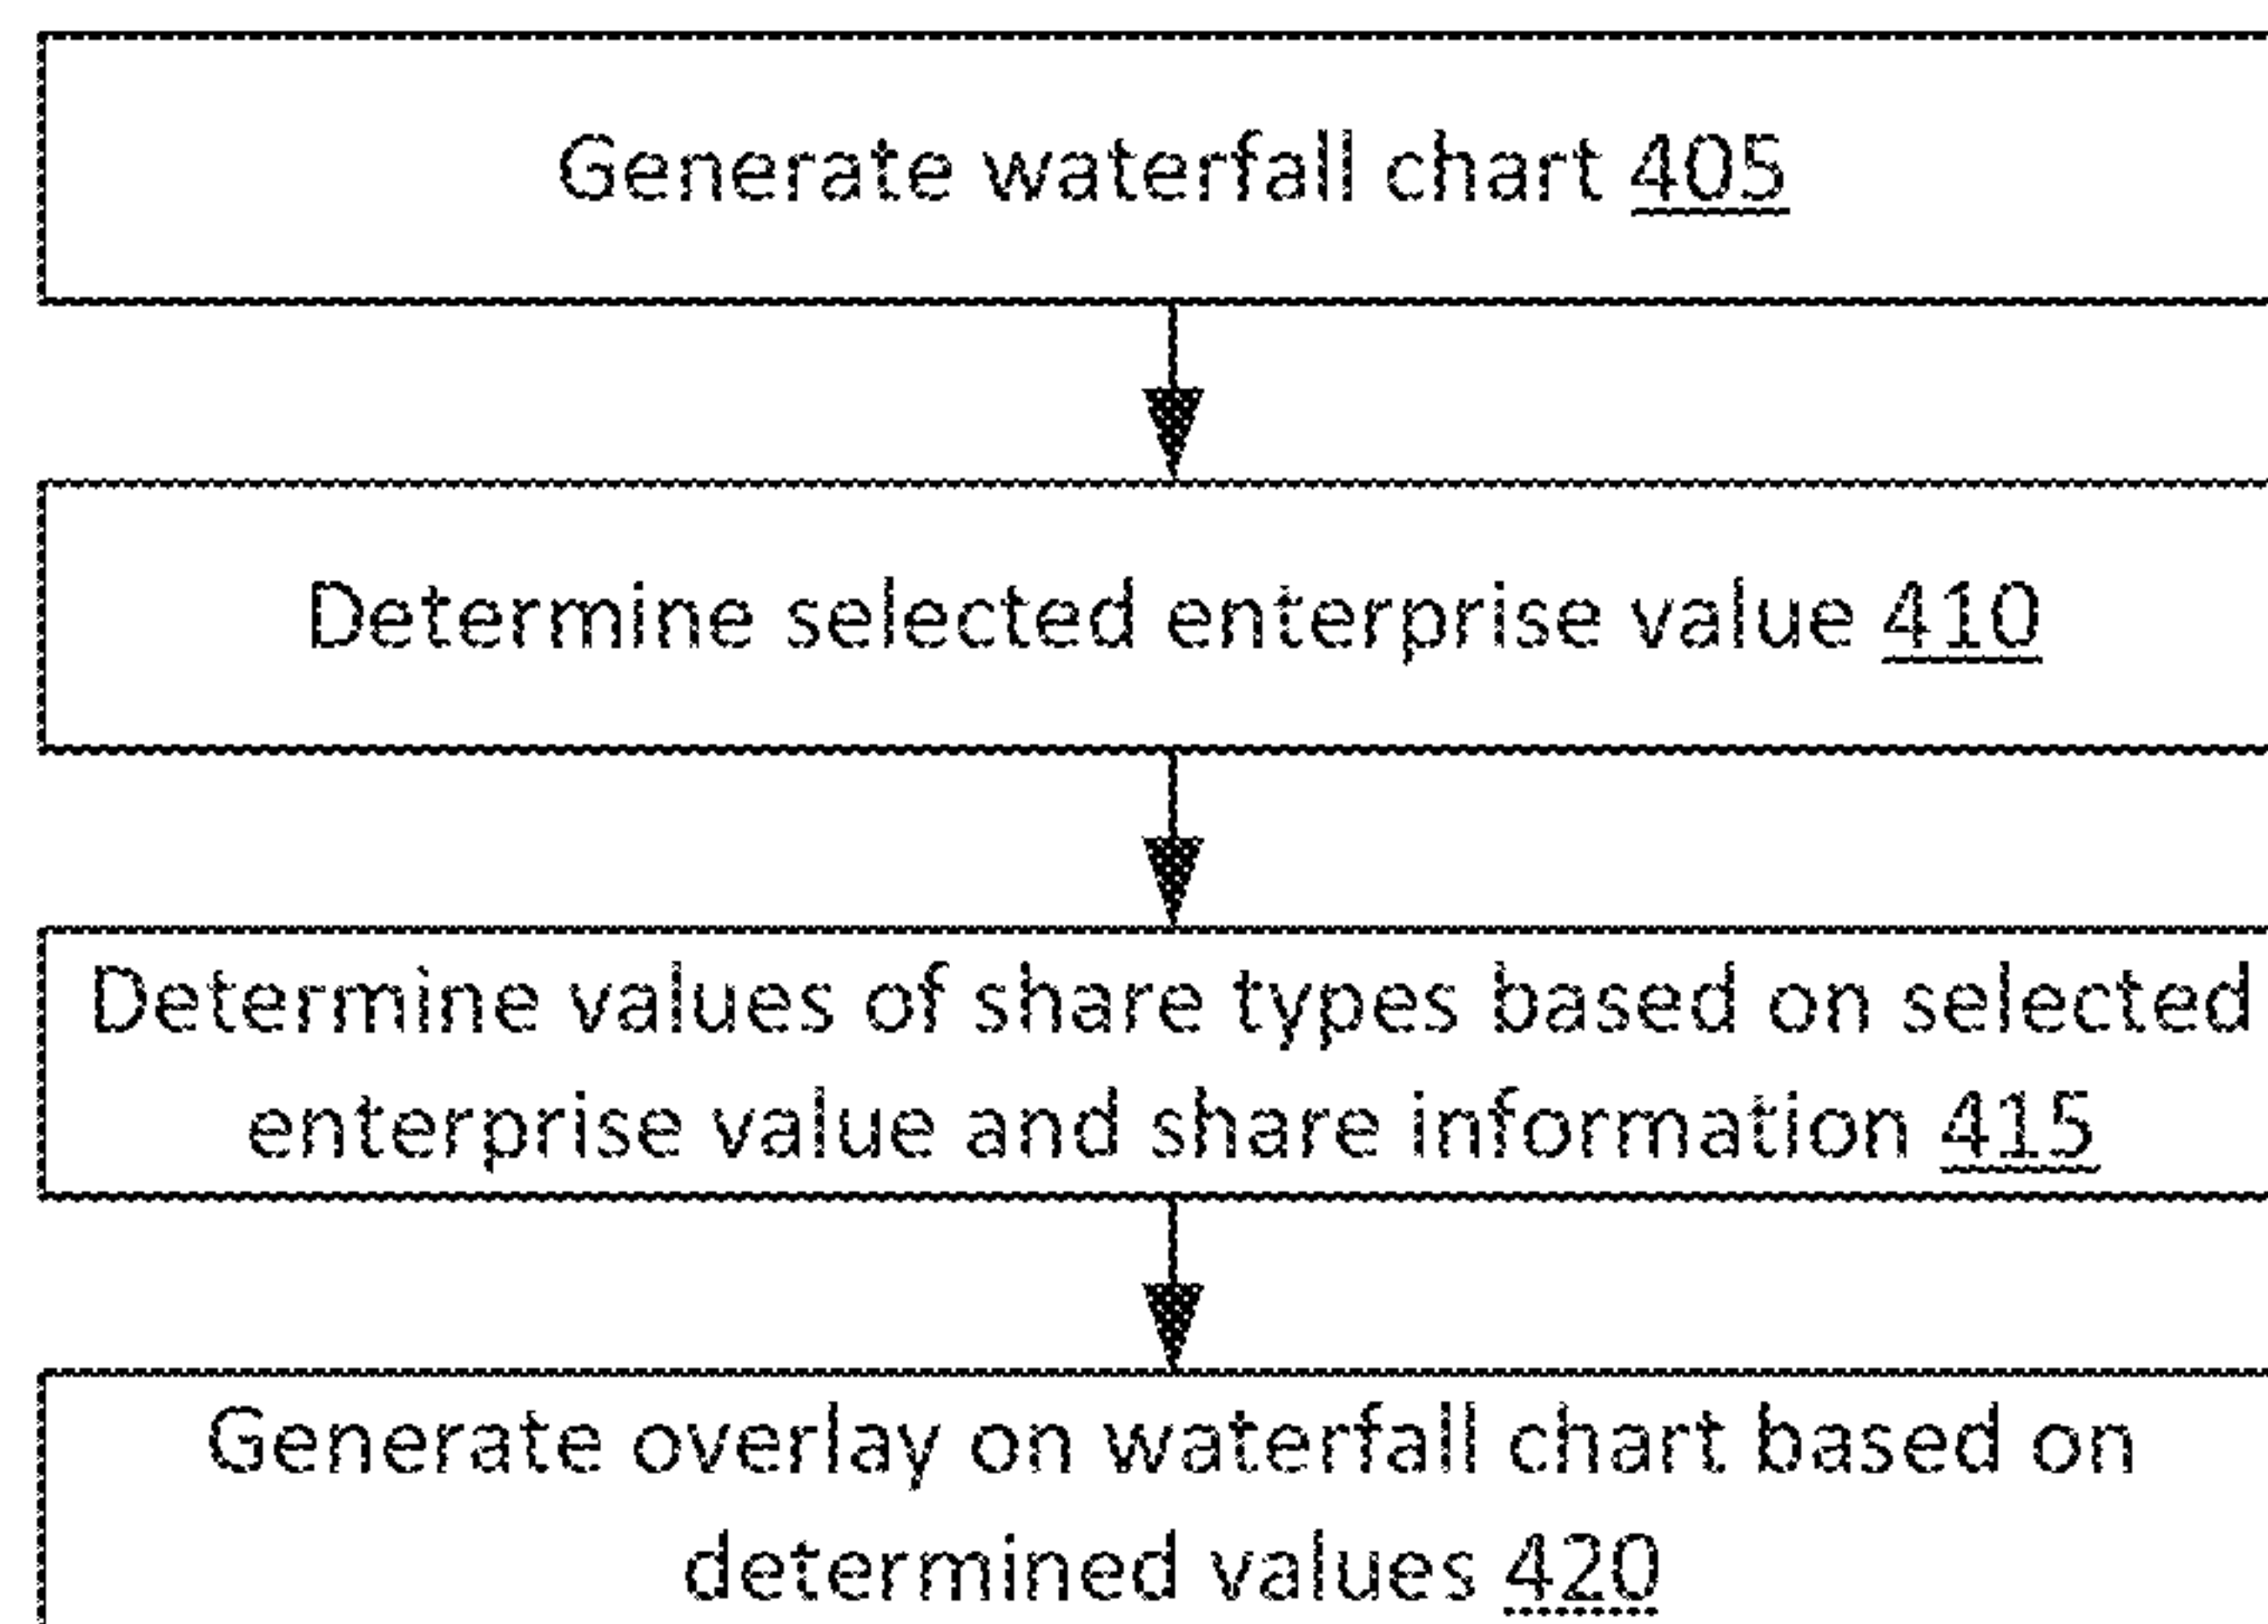 Generate waterfall chart 405
Determine selected enterprise value 410
Determine values of share types based on selected
enterprise value and share information 415
Generate overlay on waterfall chart based on
determined values 420